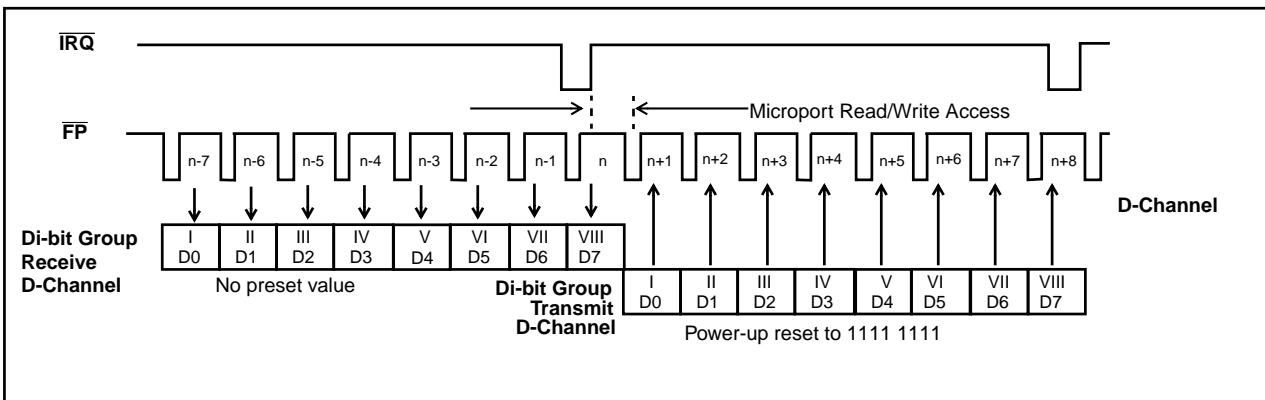 IRQ
Microport Read/Write Access
FP
n-7 n-6 n-5 n-4 n-3 n-2 n-1 n n+1 n+2 n+3 n+4 n+5 n+6 n+7 n+8
D-Channel
Di-bit Group
Receive
D-Channel
I II III IV V VI VII VIII
D0 D1 D2 D3 D4 D5 D6 D7
No preset value
Di-bit Group
Transmit
D-Channel
I II III IV V VI VII VIII
D0 D1 D2 D3 D4 D5 D6 D7
Power-up reset to 1111 1111